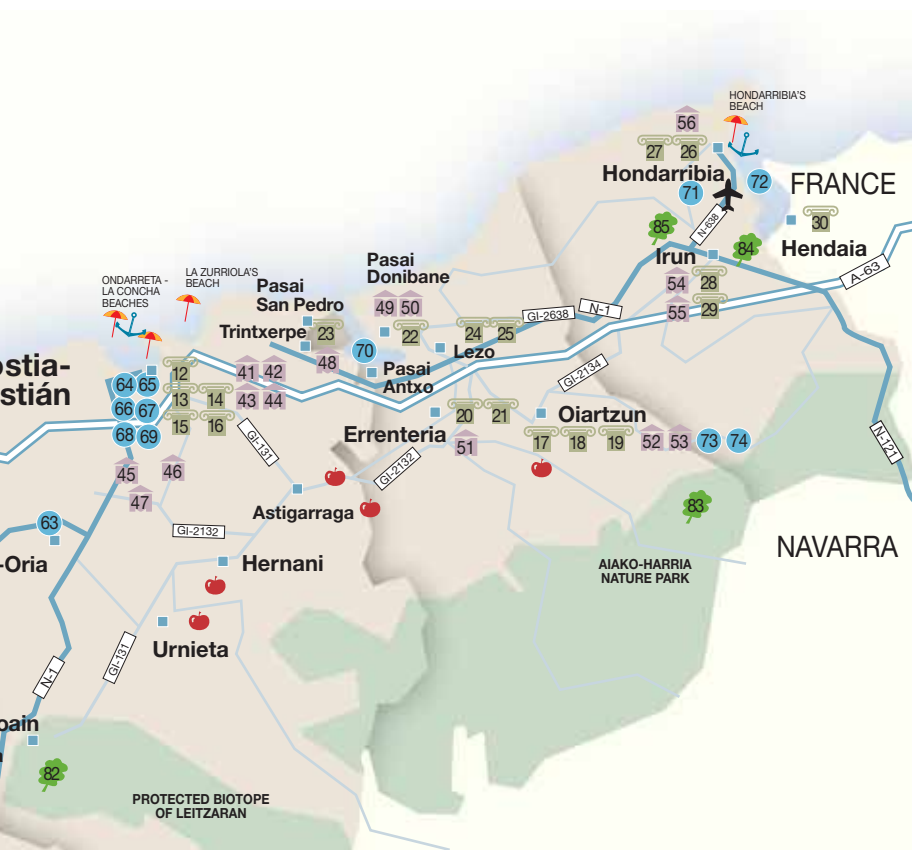 HONDARRIBIA'S
BEACH
56
27
26
Hondarribia
71
72
FRANCE
30
Hendaia
85
N-638
84
Irun
A-63
54
28
55
29
ONDARRETA -
LA CONCHA
BEACHES
LA ZURRIOLA'S
BEACH
Pasai
San Pedro
Pasai
Donibane
49
50
Trintxerpe
23
22
24
25
GI-2638
N-1
70
Lezo
48
Pasai
Antxo
GI-2134
ostia-
stián
64
65
12
41
42
66
67
13
14
43
44
68
69
15
16
GI-131
20
21
Oiartzun
Errenteria
51
17
18
19
52
53
73
74
N-121
45
46
47
GI-2132
63
Astigarraga
83
GI-2132
-Oria
Hernani
AIAKO-HARRIA
NATURE PARK
NAVARRA
Urnieta
GI-131
N-1
oain
82
PROTECTED BIOTOPE
OF LEITZARAN